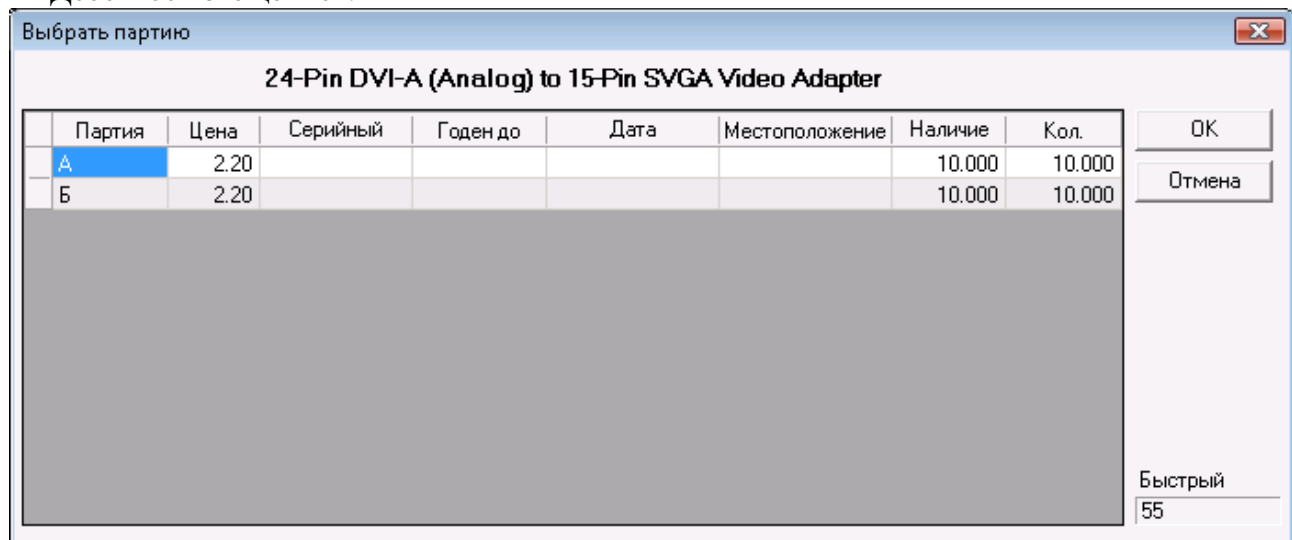 Выбрать партию
24-Pin DVI-A (Analog) to 15-Pin SVGA Video Adapter
Партия Цена Серийный Годен до Дата Местоположение Наличие Кол.
А 2.20 10.000 10.000
Б 2.20 10.000 10.000
OK
Отмена
Быстрый
55